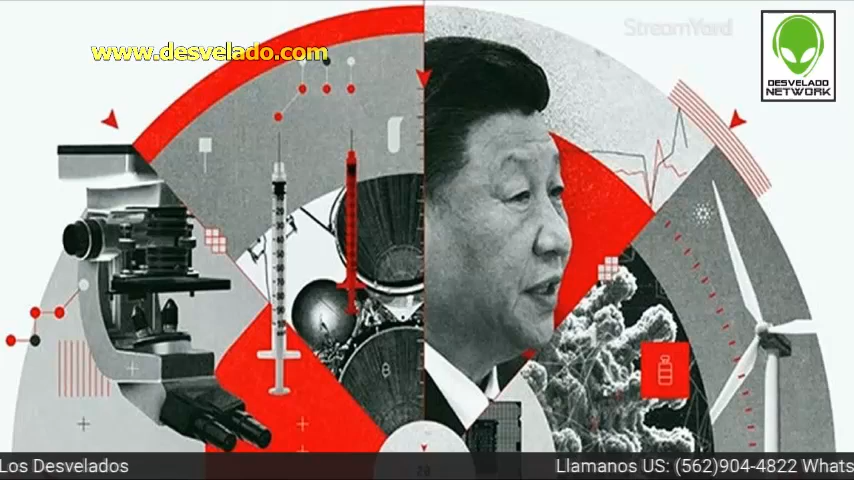 StreamYard
www.desvelado.com
DESVELADO
NETWORK
Los Desvelados
Llamanos US: (562)904-4822 Whats